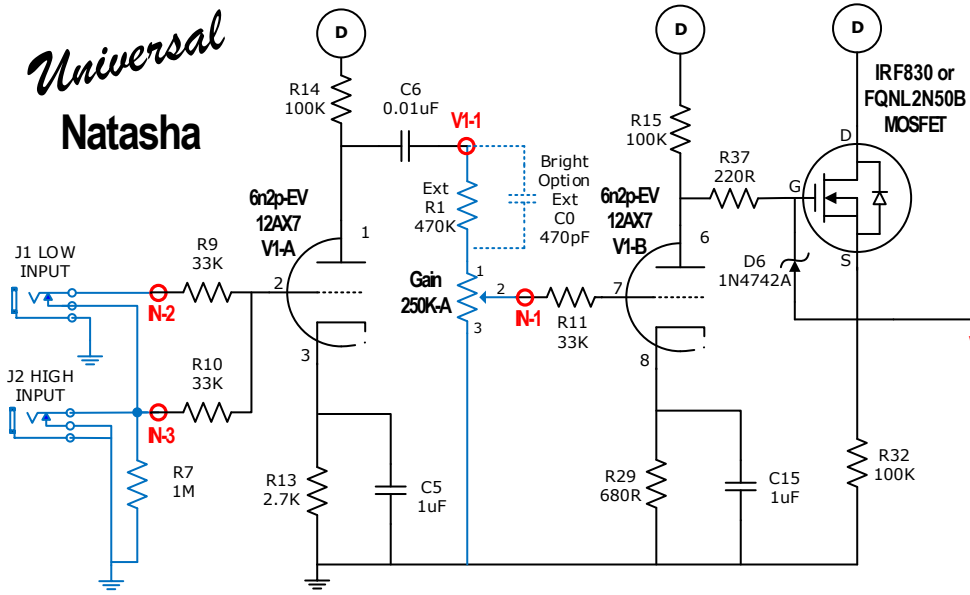 Universal
Natasha
D
D
D
R14
100K
C6
0.01uF
V1-1
Ext
R1
470K
Bright
Option
Ext
C0
470pF
R15
100K
R37
220R
IRF830 or
FQNL2N50B
MOSFET
D
G
S
6n2p-EV
12AX7
V1-A
1
2
3
6n2p-EV
12AX7
V1-B
6
7
8
J1 LOW
INPUT
R9
33K
IN-2
J2 HIGH
INPUT
R10
33K
IN-3
R7
1M
Gain
250K-A
1
2
3
IN-1
R11
33K
D6
1N4742A
R13
2.7K
C5
1uF
R29
680R
C15
1uF
R32
100K